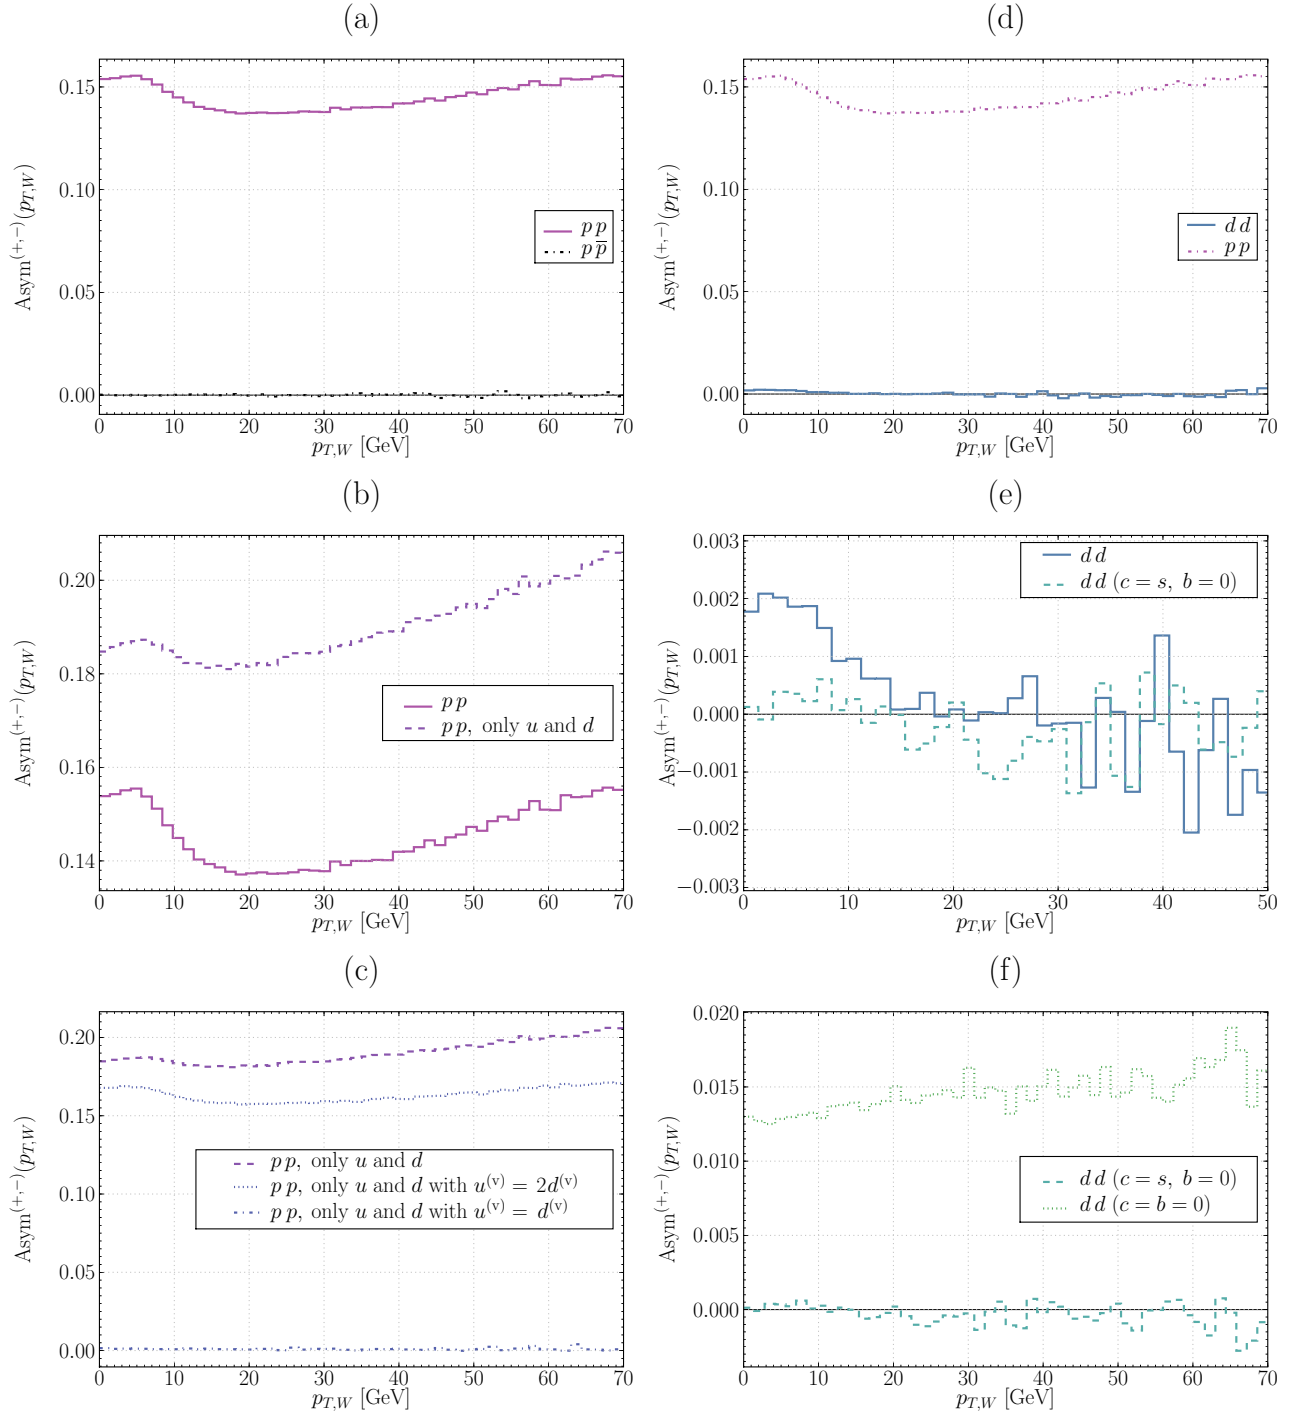 (a)
Asym^(+,−)(p_T,W)
0.15
0.10
0.05
0.00
p p
p p̅
0 10 20 30 40 50 60 70
p_T,W [GeV]
(d)
Asym^(+,−)(p_T,W)
0.15
0.10
0.05
0.00
d d
p p
0 10 20 30 40 50 60 70
p_T,W [GeV]
(b)
Asym^(+,−)(p_T,W)
0.20
0.18
0.16
0.14
p p
p p, only u and d
0 10 20 30 40 50 60 70
p_T,W [GeV]
(e)
Asym^(+,−)(p_T,W)
0.003
0.002
0.001
0.000
−0.001
−0.002
−0.003
d d
d d (c = s, b = 0)
0 10 20 30 40 50
p_T,W [GeV]
(c)
Asym^(+,−)(p_T,W)
0.20
0.15
0.10
0.05
0.00
p p, only u and d
p p, only u and d with u^(v) = 2d^(v)
p p, only u and d with u^(v) = d^(v)
0 10 20 30 40 50 60 70
p_T,W [GeV]
(f)
Asym^(+,−)(p_T,W)
0.020
0.015
0.010
0.005
0.000
d d (c = s, b = 0)
d d (c = b = 0)
0 10 20 30 40 50 60 70
p_T,W [GeV]